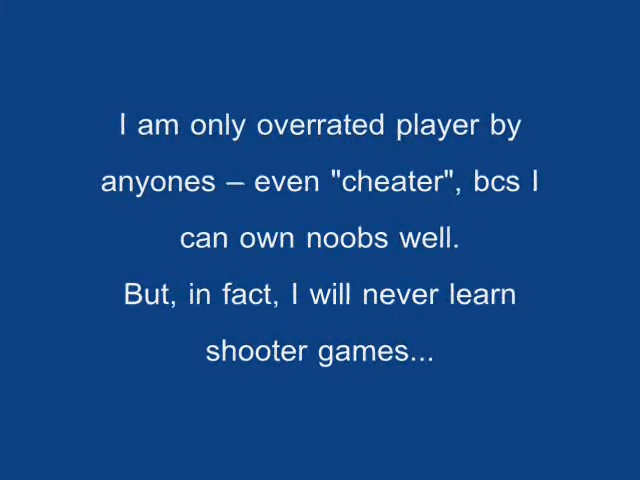 I am only overrated player by
anyones – even "cheater", bcs I
can own noobs well.
But, in fact, I will never learn
shooter games...